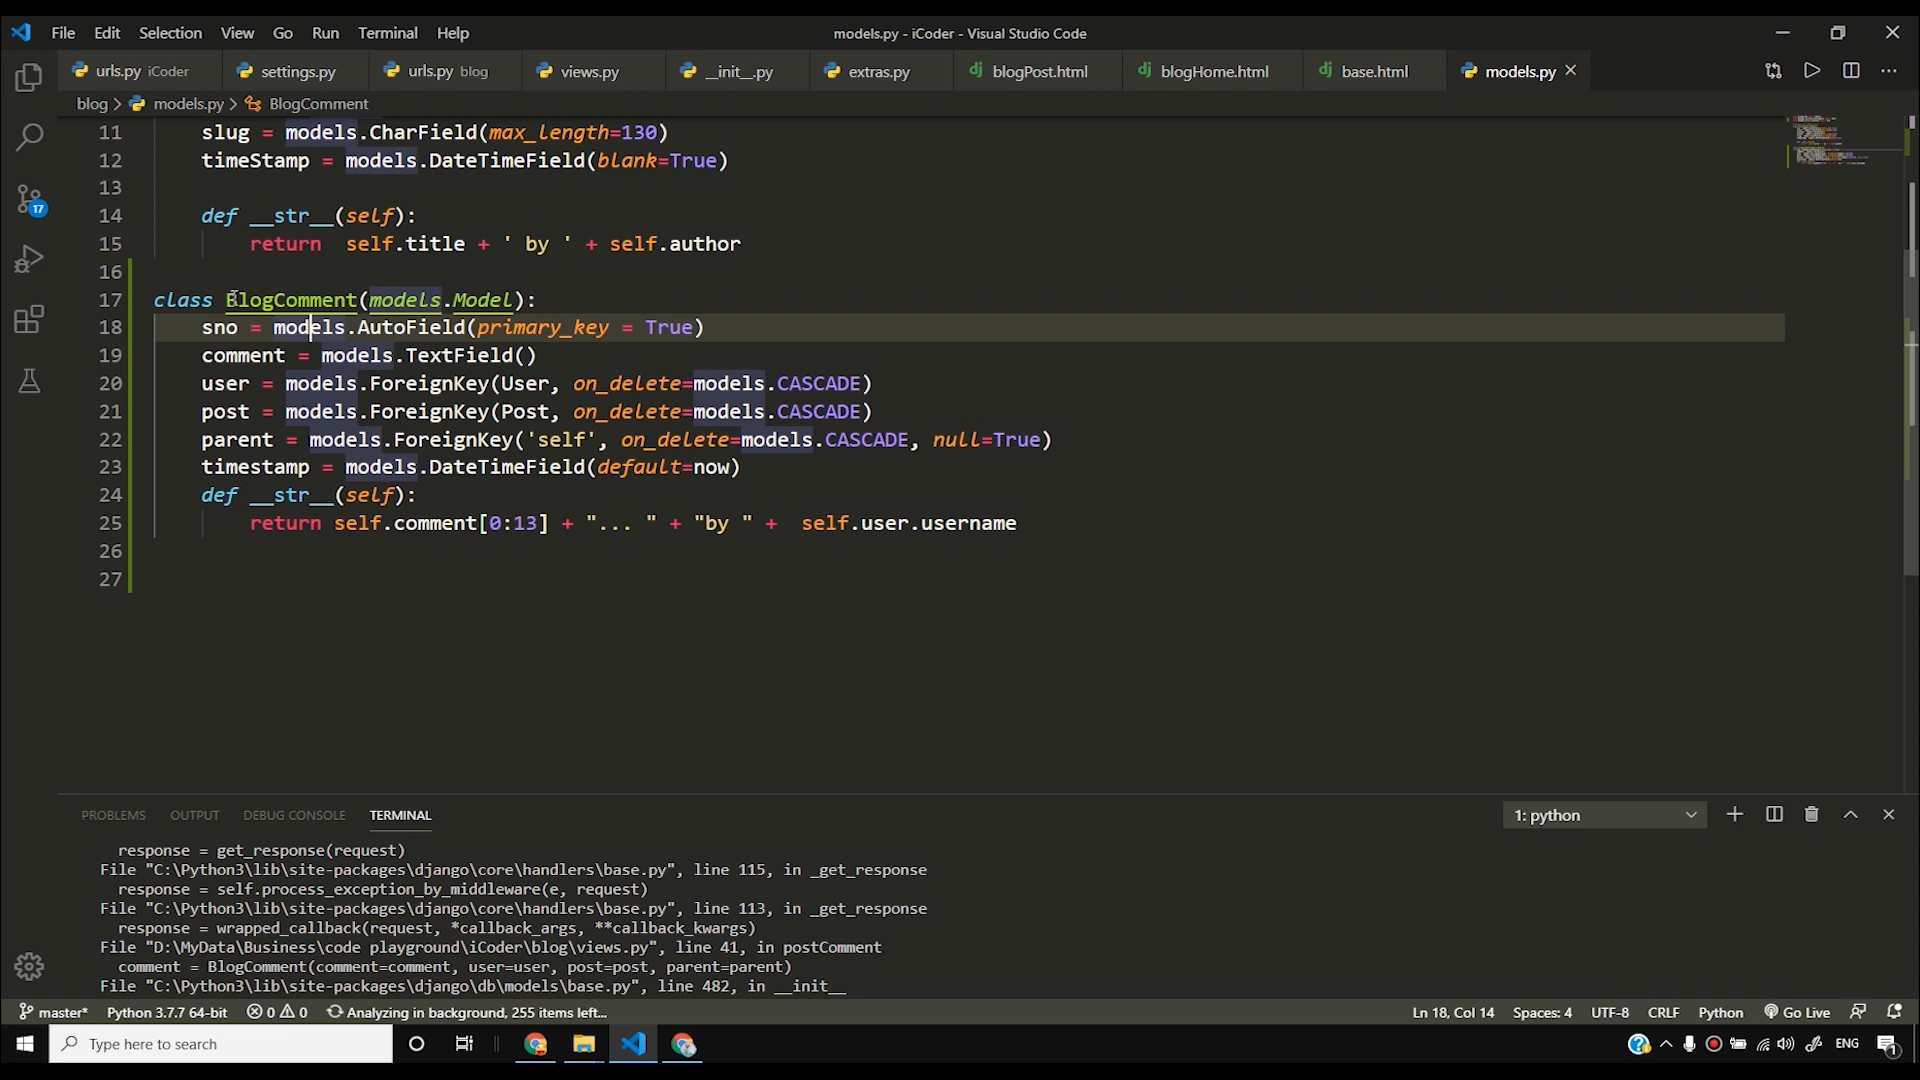 File Edit Selection View Go Run Terminal Help
models.py - iCoder - Visual Studio Code
urls.py iCoder
settings.py
urls.py blog
views.py
__init__.py
extras.py
blogPost.html
blogHome.html
base.html
models.py
blog > models.py > BlogComment
11 slug = models.CharField(max_length=130)
12 timeStamp = models.DateTimeField(blank=True)
13
14 def __str__(self):
15 return  self.title + ' by ' + self.author
16
17 class BlogComment(models.Model):
18 sno = models.AutoField(primary_key = True)
19 comment = models.TextField()
20 user = models.ForeignKey(User, on_delete=models.CASCADE)
21 post = models.ForeignKey(Post, on_delete=models.CASCADE)
22 parent = models.ForeignKey('self', on_delete=models.CASCADE, null=True)
23 timestamp = models.DateTimeField(default=now)
24 def __str__(self):
25 return self.comment[0:13] + "... " + "by " +  self.user.username
26
27
17
PROBLEMS OUTPUT DEBUG CONSOLE TERMINAL
1: python
response = get_response(request)
File "C:\Python3\lib\site-packages\django\core\handlers\base.py", line 115, in _get_response
response = self.process_exception_by_middleware(e, request)
File "C:\Python3\lib\site-packages\django\core\handlers\base.py", line 113, in _get_response
response = wrapped_callback(request, *callback_args, **callback_kwargs)
File "D:\MyData\Business\code playground\iCoder\blog\views.py", line 41, in postComment
comment = BlogComment(comment=comment, user=user, post=post, parent=parent)
File "C:\Python3\lib\site-packages\django\db\models\base.py", line 482, in __init__
master* Python 3.7.7 64-bit 0 0 Analyzing in background, 255 items left...
Ln 18, Col 14 Spaces: 4 UTF-8 CRLF Python Go Live
Type here to search
ENG
1